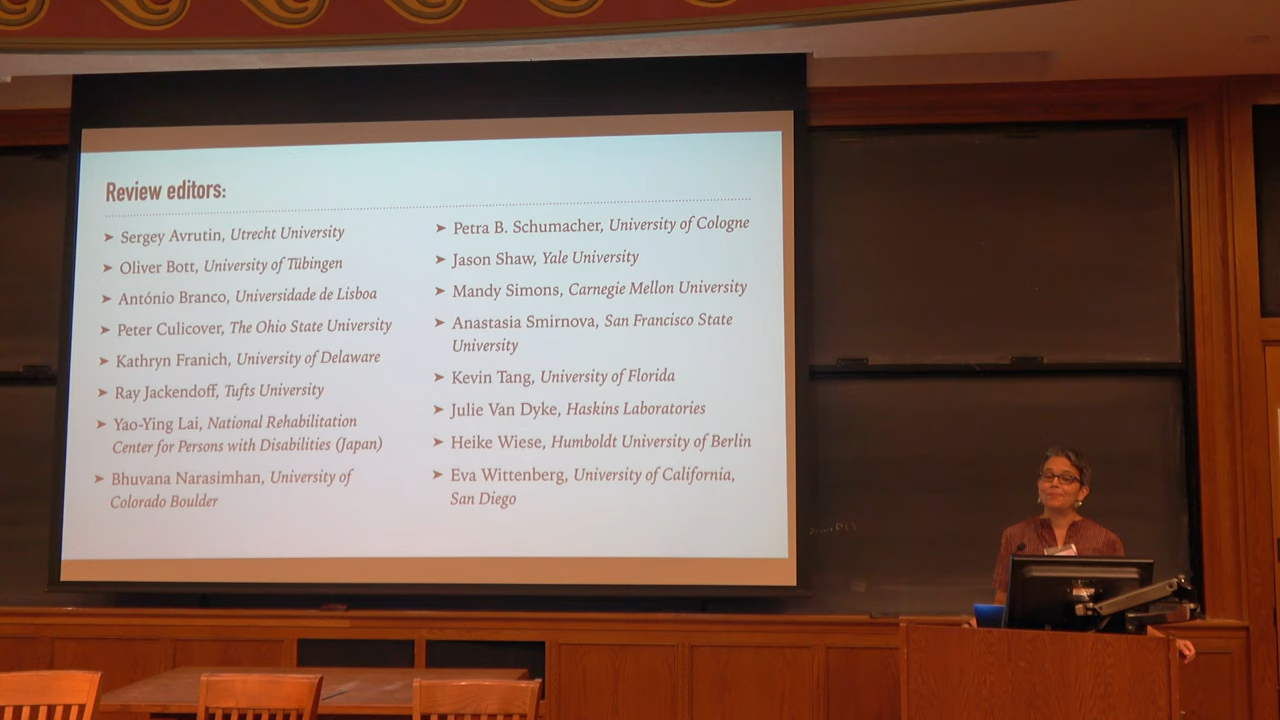 Review editors:
➤ Sergey Avrutin, Utrecht University
➤ Oliver Bott, University of Tübingen
➤ António Branco, Universidade de Lisboa
➤ Peter Culicover, The Ohio State University
➤ Kathryn Franich, University of Delaware
➤ Ray Jackendoff, Tufts University
➤ Yao-Ying Lai, National Rehabilitation
Center for Persons with Disabilities (Japan)
➤ Bhuvana Narasimhan, University of
Colorado Boulder
➤ Petra B. Schumacher, University of Cologne
➤ Jason Shaw, Yale University
➤ Mandy Simons, Carnegie Mellon University
➤ Anastasia Smirnova, San Francisco State
University
➤ Kevin Tang, University of Florida
➤ Julie Van Dyke, Haskins Laboratories
➤ Heike Wiese, Humboldt University of Berlin
➤ Eva Wittenberg, University of California,
San Diego